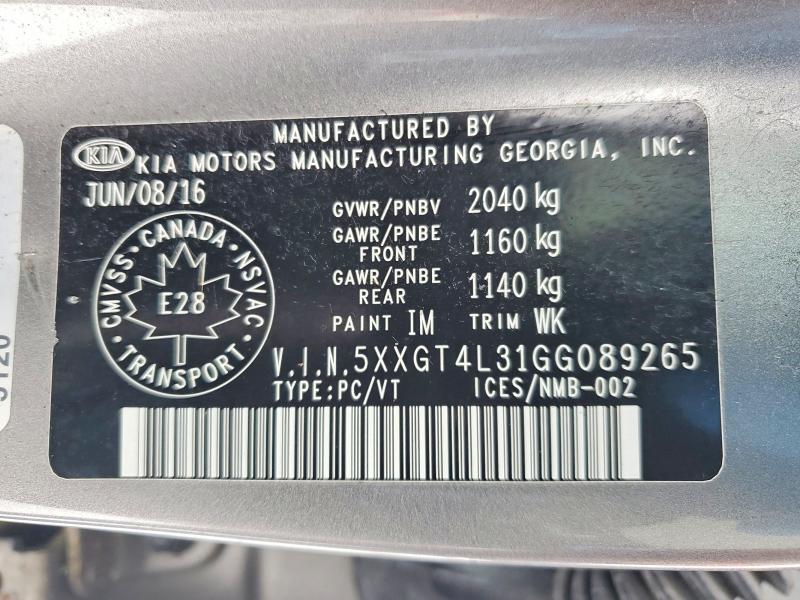 MANUFACTURED BY
KIA KIA MOTORS MANUFACTURING GEORGIA, INC.
JUN/08/16
GVWR/PNBV 2040 kg
GAWR/PNBE FRONT 1160 kg
GAWR/PNBE REAR 1140 kg
PAINT IM TRIM WK
CMVSS · CANADA · NSVAC
E28
TRANSPORT
V.I.N.5XXGT4L31GG089265
TYPE:PC/VT ICES/NMB-002